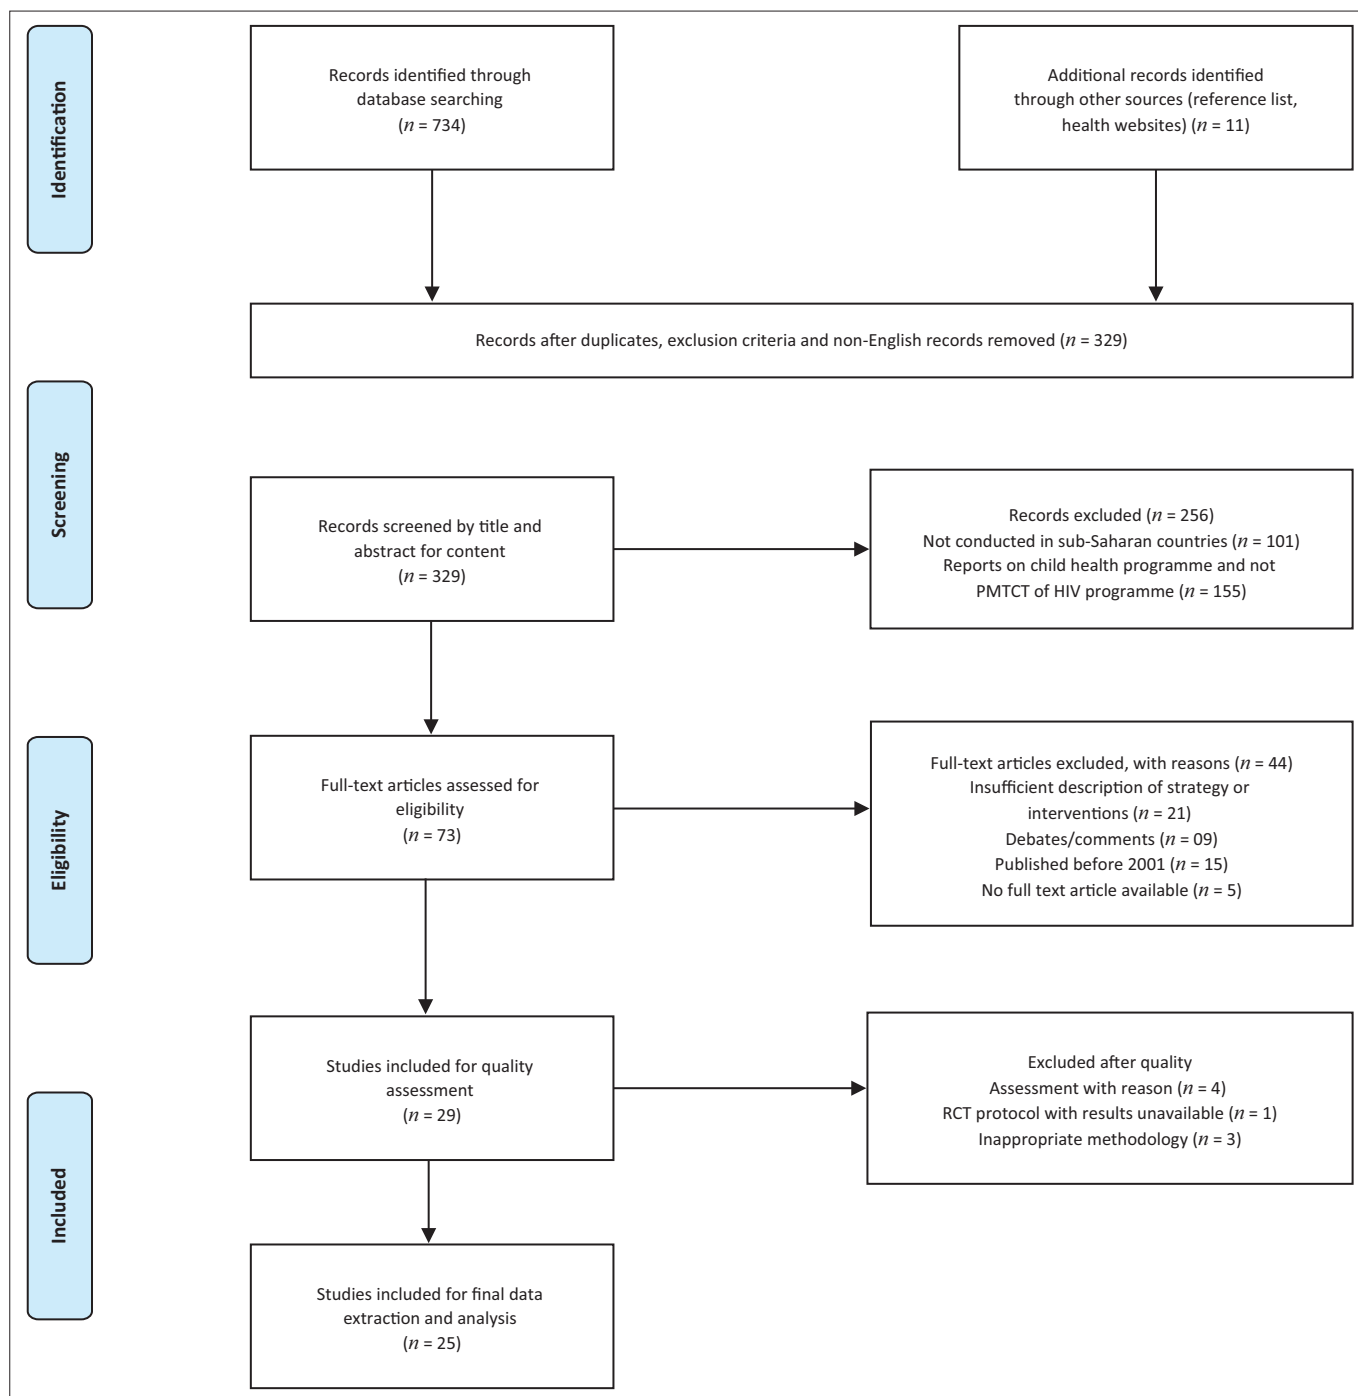 Identification
Records identified through
database searching
(n = 734)
Additional records identified
through other sources (reference list,
health websites) (n = 11)
Records after duplicates, exclusion criteria and non-English records removed (n = 329)
Screening
Records screened by title and
abstract for content
(n = 329)
Records excluded (n = 256)
Not conducted in sub-Saharan countries (n = 101)
Reports on child health programme and not
PMTCT of HIV programme (n = 155)
Eligibility
Full-text articles assessed for
eligibility
(n = 73)
Full-text articles excluded, with reasons (n = 44)
Insufficient description of strategy or
interventions (n = 21)
Debates/comments (n = 09)
Published before 2001 (n = 15)
No full text article available (n = 5)
Included
Studies included for quality
assessment
(n = 29)
Excluded after quality
Assessment with reason (n = 4)
RCT protocol with results unavailable (n = 1)
Inappropriate methodology (n = 3)
Studies included for final data
extraction and analysis
(n = 25)